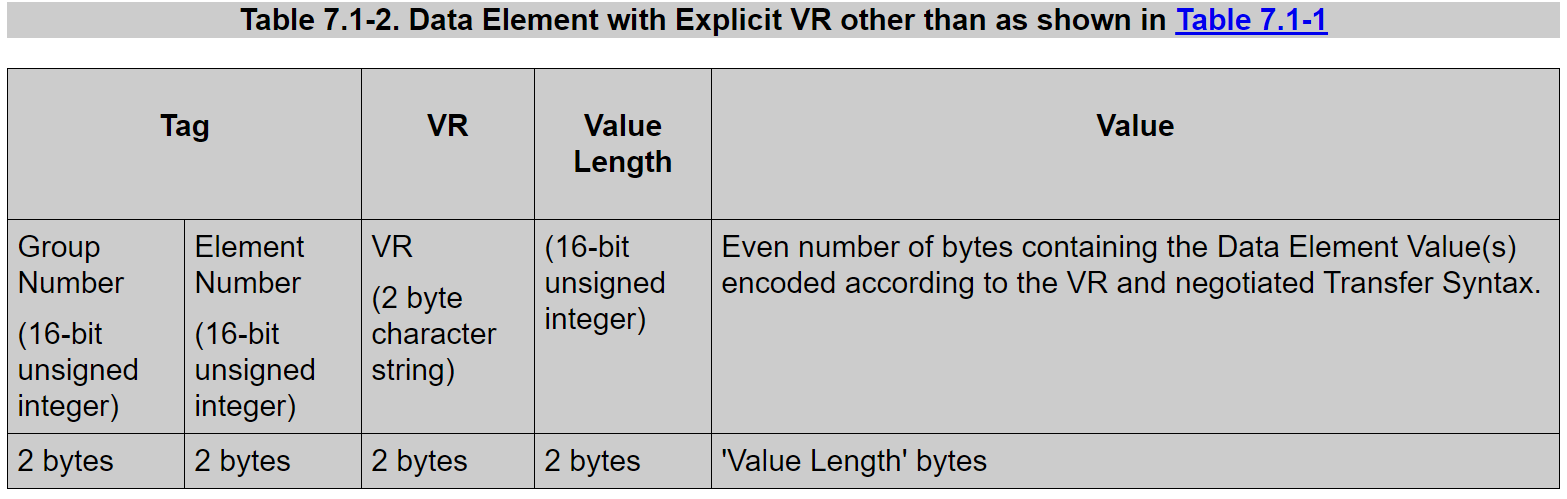 Table 7.1-2. Data Element with Explicit VR other than as shown in Table 7.1-1
Tag
VR
Value
Length
Value
Group
Number
(16-bit
unsigned
integer)
Element
Number
(16-bit
unsigned
integer)
VR
(2 byte
character
string)
(16-bit
unsigned
integer)
Even number of bytes containing the Data Element Value(s)
encoded according to the VR and negotiated Transfer Syntax.
2 bytes
2 bytes
2 bytes
2 bytes
'Value Length' bytes